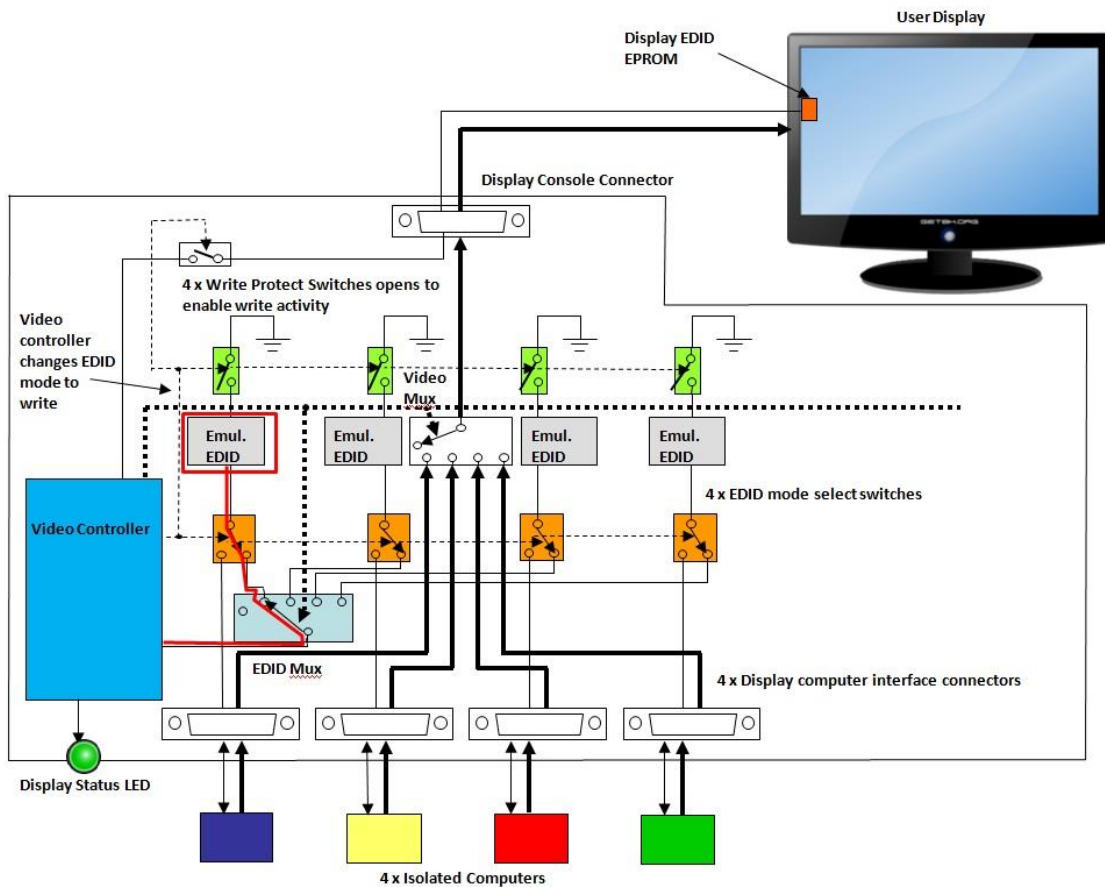 User Display
Display EDID
EPROM
GETSH.ORG
Display Console Connector
4 x Write Protect Switches opens to
enable write activity
Video
controller
changes EDID
mode to
write
Video
Mux
Emul.
EDID
Emul.
EDID
Emul.
EDID
Emul.
EDID
4 x EDID mode select switches
Video Controller
EDID Mux
4 x Display computer interface connectors
Display Status LED
4 x Isolated Computers